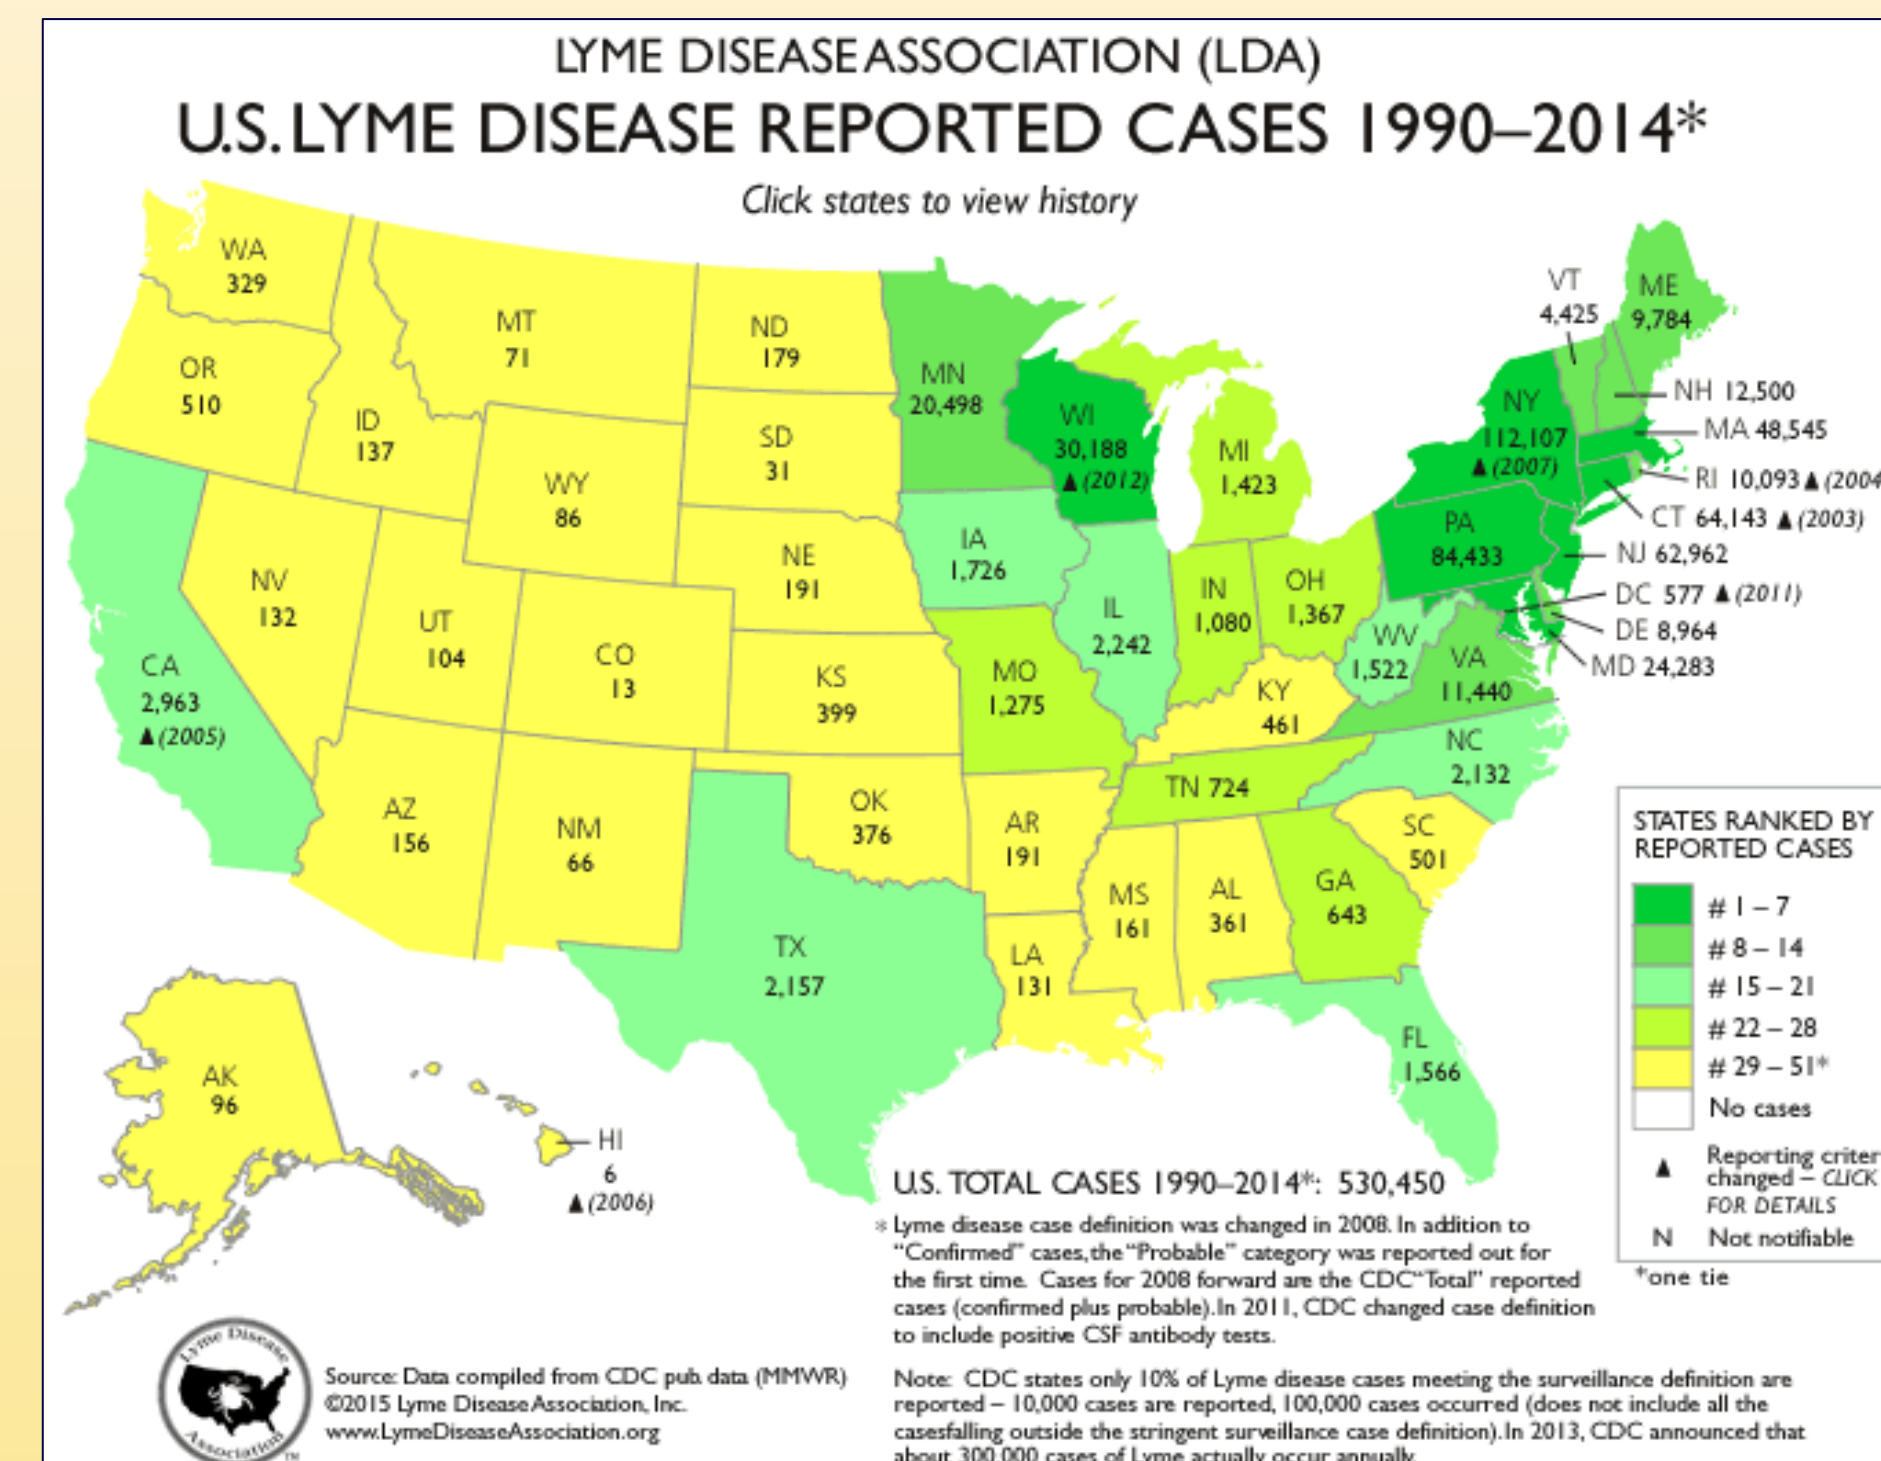 LYME DISEASE ASSOCIATION (LDA)
U.S. LYME DISEASE REPORTED CASES 1990–2014*
Click states to view history
WA
329
OR
510
ID
137
MT
71
ND
179
SD
31
WY
86
NE
191
NV
132
UT
104
CO
13
KS
399
CA
2,963
▲(2005)
AZ
156
NM
66
OK
376
TX
2,157
MN
20,498
WI
30,188
▲(2012)
MI
1,423
IA
1,726
IL
2,242
IN
1,080
OH
1,367
MO
1,275
KY
461
WV
1,522
VA
11,440
NC
2,132
TN 724
AR
191
SC
501
MS
161
AL
361
GA
643
LA
131
FL
1,566
VT
4,425
ME
9,784
NY
112,107
▲(2007)
PA
84,433
NH 12,500
MA 48,545
RI 10,093 ▲(2004
CT 64,143 ▲(2003)
NJ 62,962
DC 577 ▲(2011)
DE 8,964
MD 24,283
AK
96
HI
6
▲(2006)
STATES RANKED BY
REPORTED CASES
# 1 – 7
# 8 – 14
# 15 – 21
# 22 – 28
# 29 – 51*
No cases
▲ Reporting criter
changed – CLICK
FOR DETAILS
N Not notifiable
*one tie
U.S. TOTAL CASES 1990–2014*: 530,450
* Lyme disease case definition was changed in 2008. In addition to
“Confirmed” cases, the “Probable” category was reported out for
the first time. Cases for 2008 forward are the CDC “Total” reported
cases (confirmed plus probable). In 2011, CDC changed case definition
to include positive CSF antibody tests.
Note: CDC states only 10% of Lyme disease cases meeting the surveillance definition are
reported – 10,000 cases are reported, 100,000 cases occurred (does not include all the
casesfalling outside the stringent surveillance case definition). In 2013, CDC announced that
about 300,000 cases of Lyme actually occur annually.
Lyme Disease
Association
TM
Source: Data compiled from CDC pub. data (MMWR)
©2015 Lyme Disease Association, Inc.
www.LymeDiseaseAssociation.org